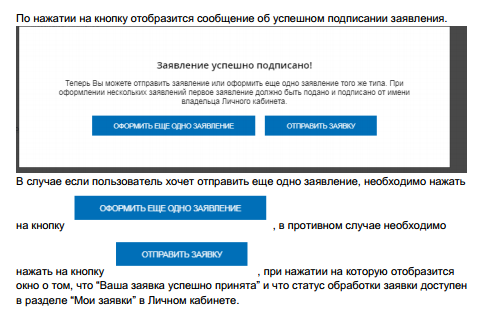 По нажатии на кнопку отобразится сообщение об успешном подписании заявления.
Заявление успешно подписано!
Теперь Вы можете отправить заявление или оформить еще одно заявление того же типа. При
оформлении нескольких заявлений первое заявление должно быть подано и подписано от имени
владельца Личного кабинета.
ОФОРМИТЬ ЕЩЕ ОДНО ЗАЯВЛЕНИЕ ОТПРАВИТЬ ЗАЯВКУ
В случае если пользователь хочет отправить еще одно заявление, необходимо нажать
на кнопку ОФОРМИТЬ ЕЩЕ ОДНО ЗАЯВЛЕНИЕ , в противном случае необходимо
нажать на кнопку ОТПРАВИТЬ ЗАЯВКУ , при нажатии на которую отобразится
окно о том, что “Ваша заявка успешно принята” и что статус обработки заявки доступен
в разделе “Мои заявки” в Личном кабинете.